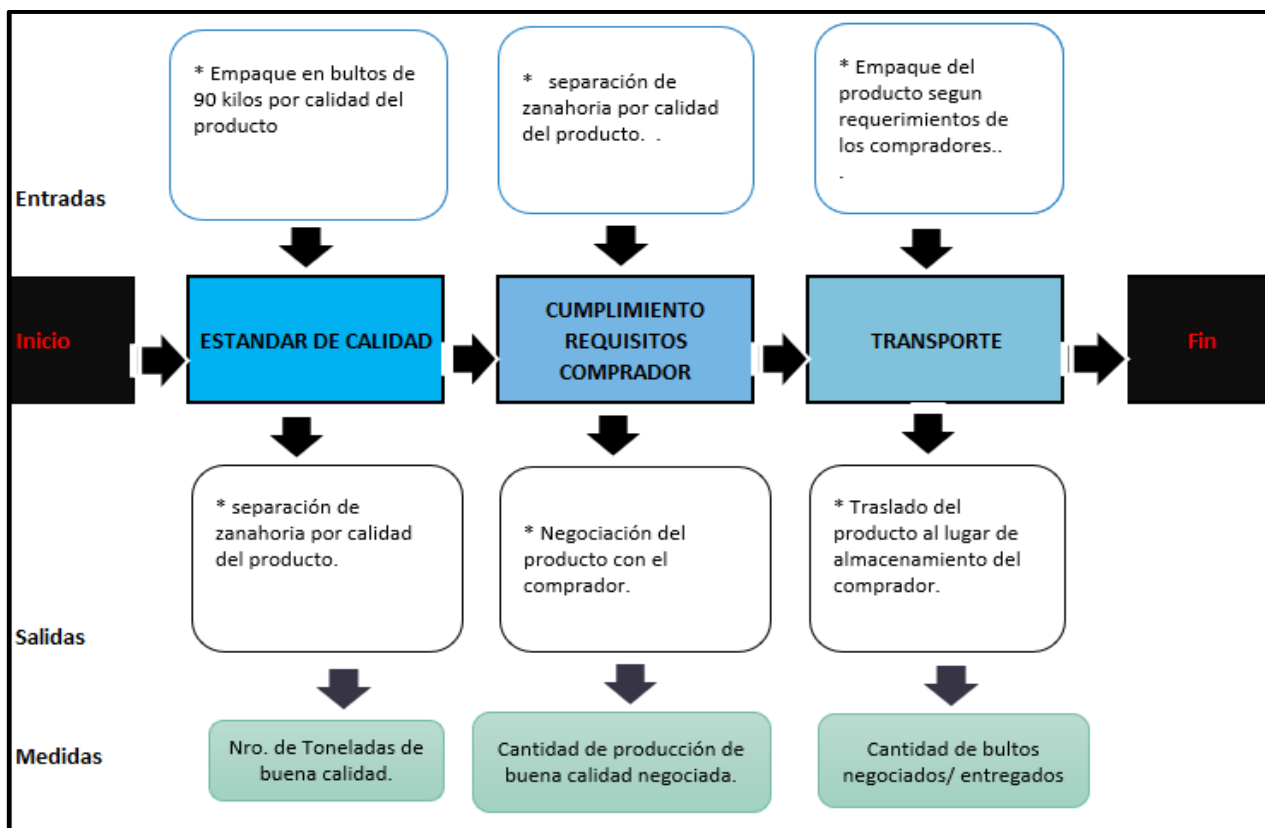 * Empaque en bultos de
90 kilos por calidad del
producto
* separación de
zanahoria por calidad
del producto. .
* Empaque del
producto segun
requerimientos de
los compradores..
.
Entradas
Inicio
ESTANDAR DE CALIDAD
CUMPLIMIENTO
REQUISITOS
COMPRADOR
TRANSPORTE
Fin
* separación de
zanahoria por calidad
del producto.
* Negociación del
producto con el
comprador.
* Traslado del
producto al lugar de
almacenamiento del
comprador.
Salidas
Medidas
Nro. de Toneladas de
buena calidad.
Cantidad de producción de
buena calidad negociada.
Cantidad de bultos
negociados/ entregados